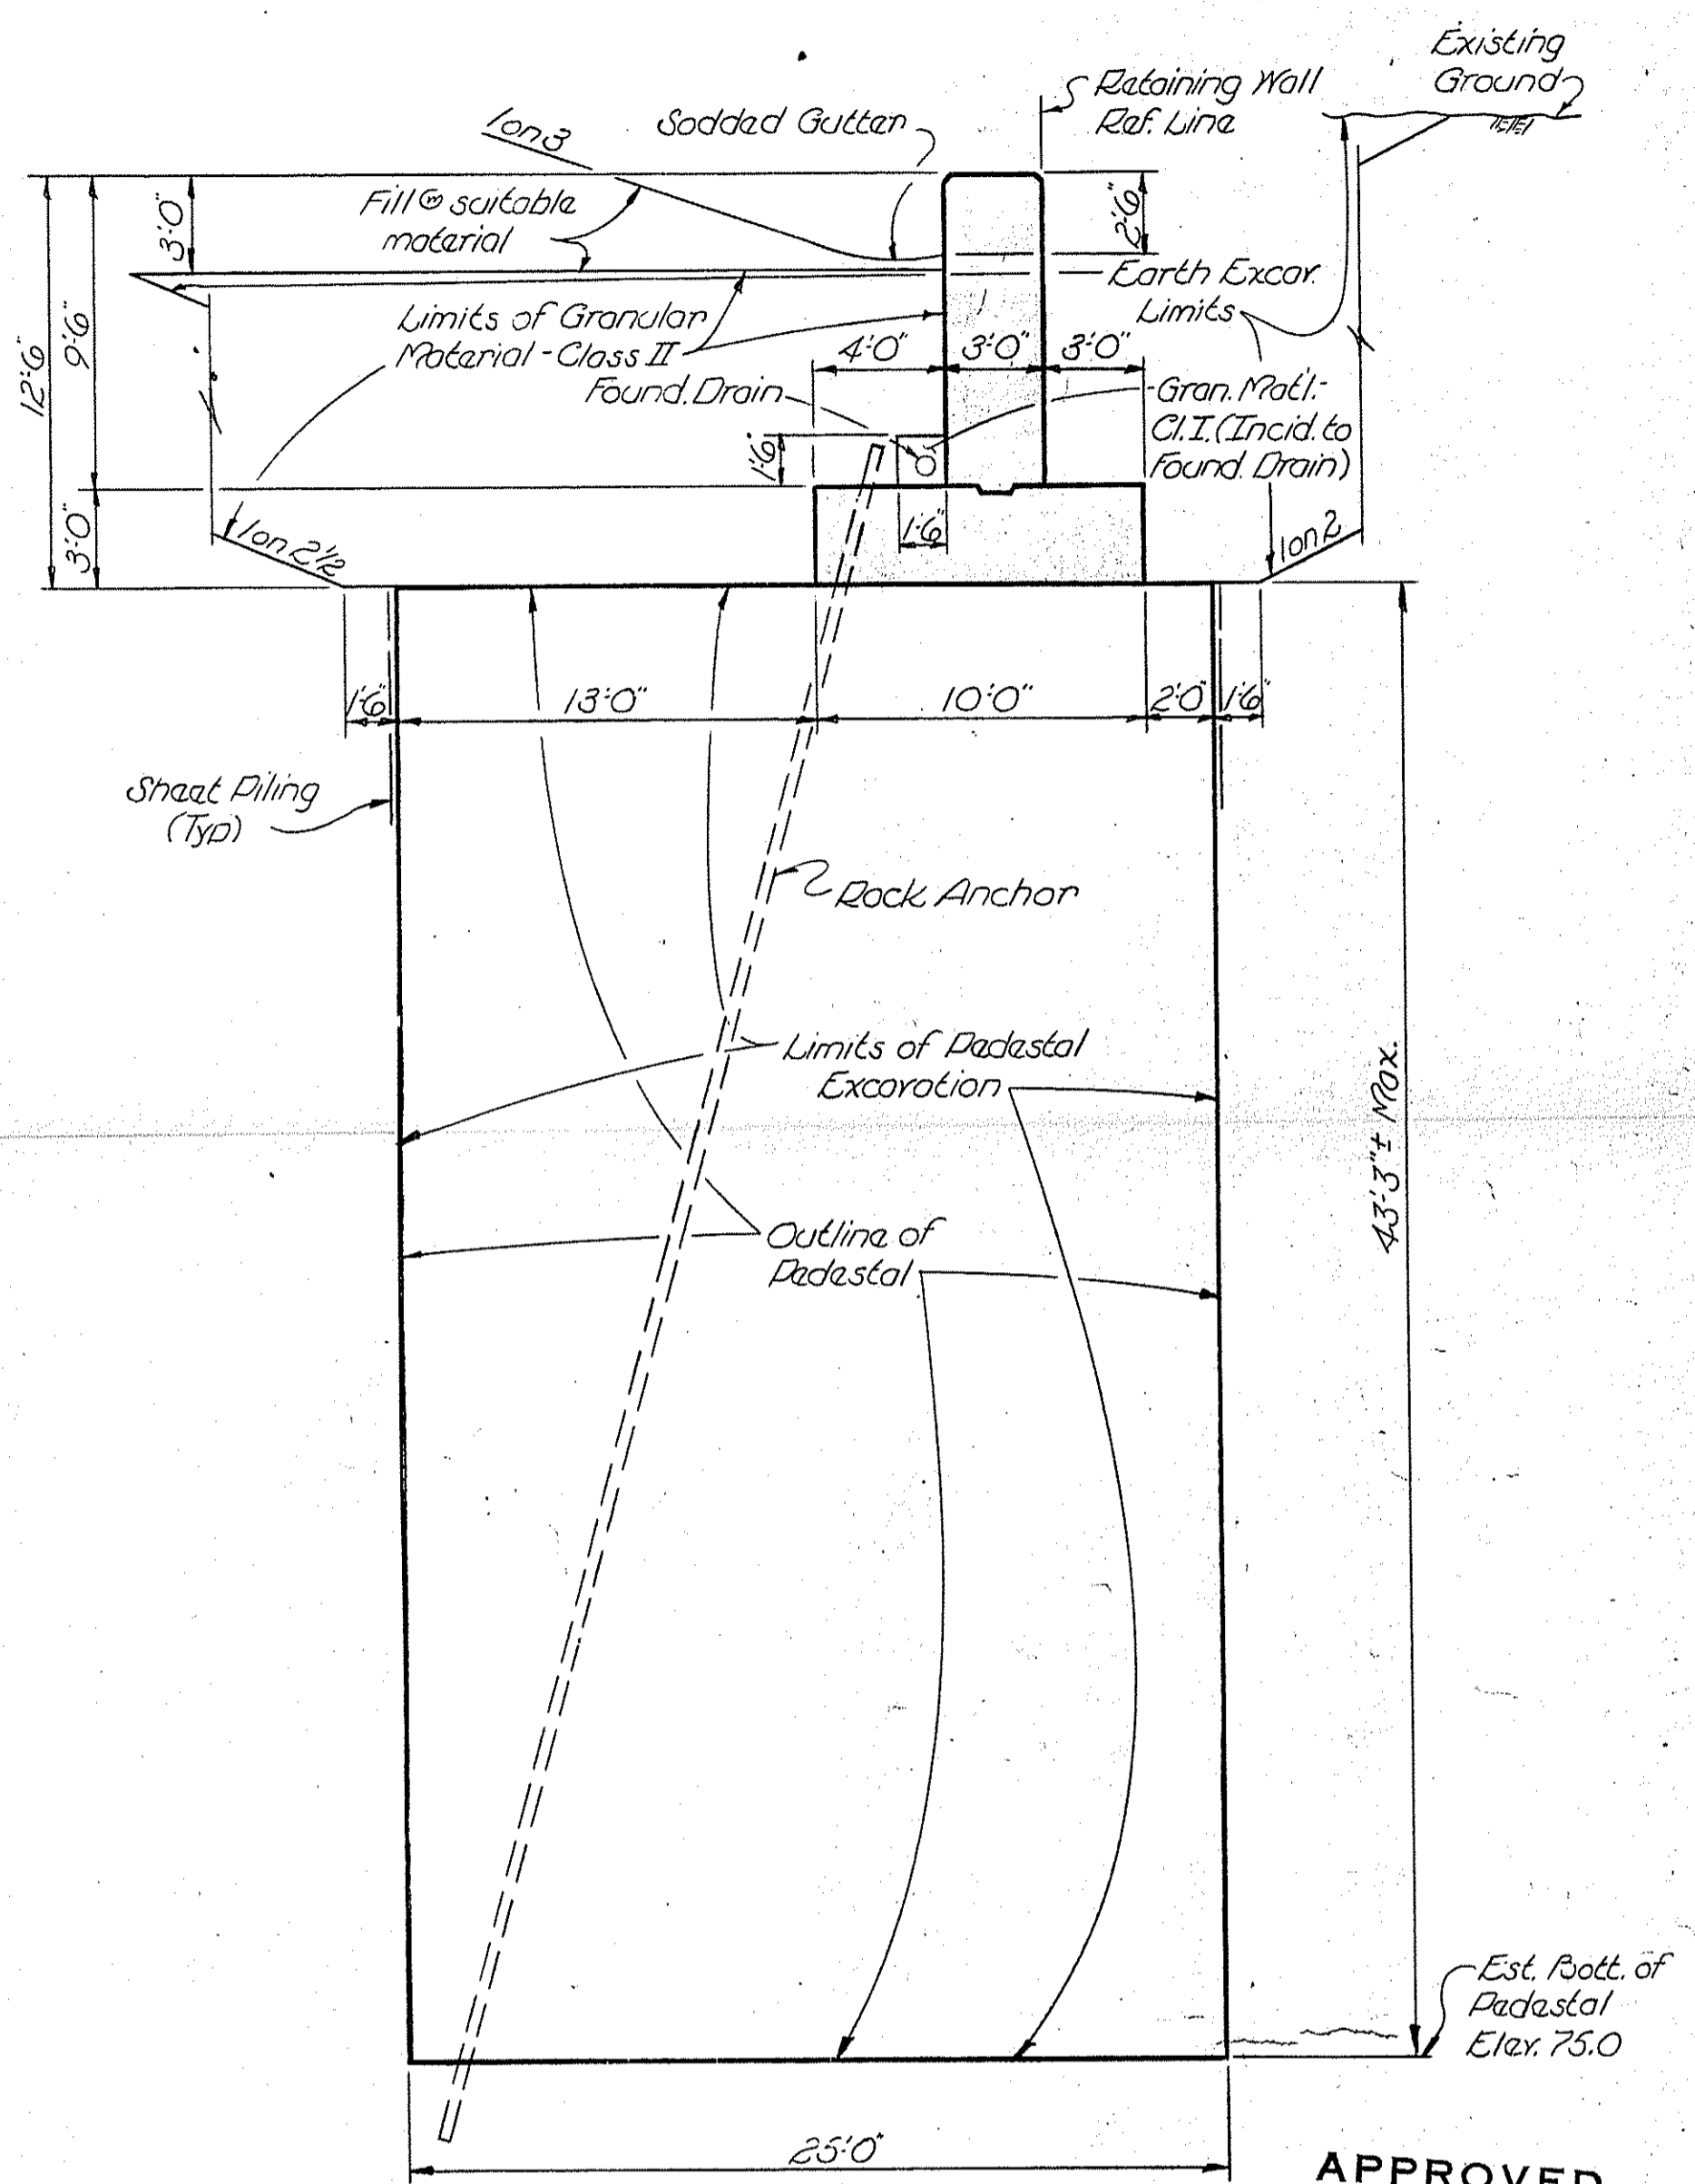 Existing
Ground
Retaining Wall
Ref. Line
1 on 3
Sodded Gutter
Fill @ suitable
material
3'-0"
2'-6"
12'-6"
9'-6"
Earth Excav.
Limits
Limits of Granular
Material - Class II
4'-0"
3'-0"
3'-0"
Found. Drain
Gran. Mat'l.-
Cl. I. (Incid. to
Found. Drain)
1'-6"
1'-6"
3'-0"
1 on 2 1/2
1 on 2
1'-6"
13'-0"
10'-0"
2'-0"
1'-6"
Sheet Piling
(Typ)
Rock Anchor
Limits of Pedestal
Excavation
43'-3"± Max.
Outline of
Pedestal
Est. Bott. of
Pedestal
Elev. 75.0
25'-0"
APPROVED